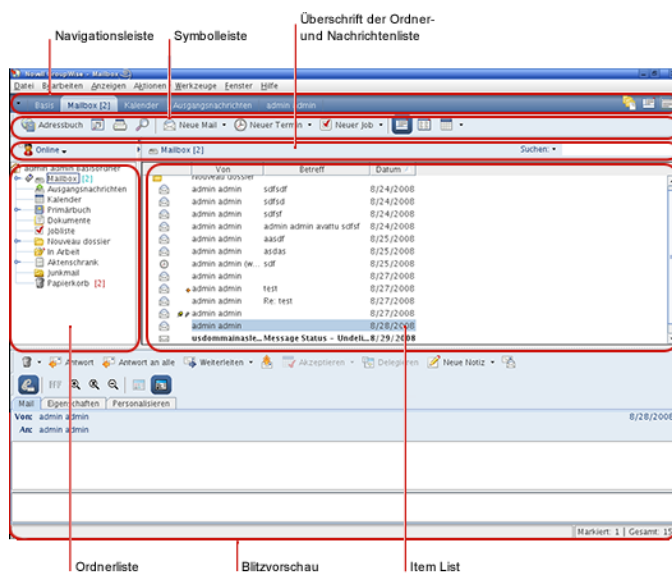 Überschrift der Ordner-
und Nachrichtenliste
Navigationsleiste
Symbolleiste
Novell GroupWise - Mailbox
Datei Bearbeiten Anzeigen Aktionen Werkzeuge Fenster Hilfe
Basis Mailbox [2] Kalender Ausgangsnachrichten admin admin
Adressbuch Neue Mail Neuer Termin Neuer Job
Online Mailbox [2] Suchen:
admin admin Basisordner
Mailbox [2]
Ausgangsnachrichten
Kalender
Primärbuch
Dokumente
Jobliste
Nouveau dossier
In Arbeit
Aktenschrank
Junkmail
Papierkorb [2]
Von Betreff Datum
Nouveau dossier
admin admin sdfsdf 8/24/2008
admin admin sdfsd 8/24/2008
admin admin sdfsf 8/24/2008
admin admin admin admin avattu sdfsf 8/24/2008
admin admin aasdf 8/25/2008
admin admin asdas 8/25/2008
admin admin (w... sdf 8/25/2008
admin admin 8/27/2008
admin admin test 8/27/2008
admin admin Re: test 8/27/2008
admin admin 8/27/2008
admin admin 8/28/2008
usdommainasle... Message Status - Undeli... 8/29/2008
Antwort Antwort an alle Weiterleiten Akzeptieren Delegieren Neue Notiz
Mail Eigenschaften Personalisieren
Von: admin admin 8/28/2008
An: admin admin
Markiert: 1 Gesamt: 15
Ordnerliste
Blitzvorschau
Item List